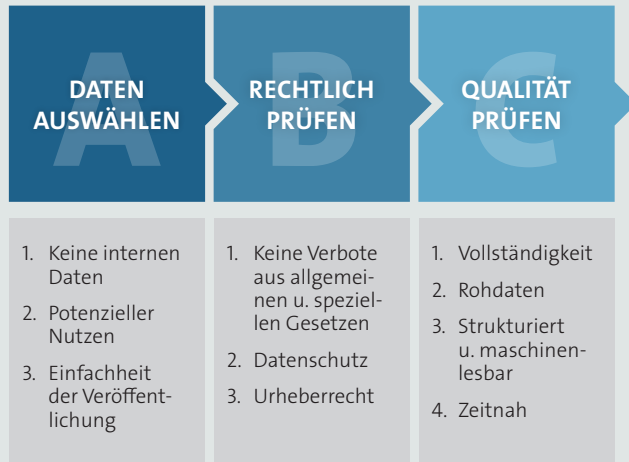 A
DATEN
AUSWÄHLEN
B
RECHTLICH
PRÜFEN
C
QUALITÄT
PRÜFEN
1. Keine internen
Daten
2. Potenzieller
Nutzen
3. Einfachheit
der Veröffent-
lichung
1. Keine Verbote
aus allgemei-
nen u. speziel-
len Gesetzen
2. Datenschutz
3. Urheberrecht
1. Vollständigkeit
2. Rohdaten
3. Strukturiert
u. maschinen-
lesbar
4. Zeitnah